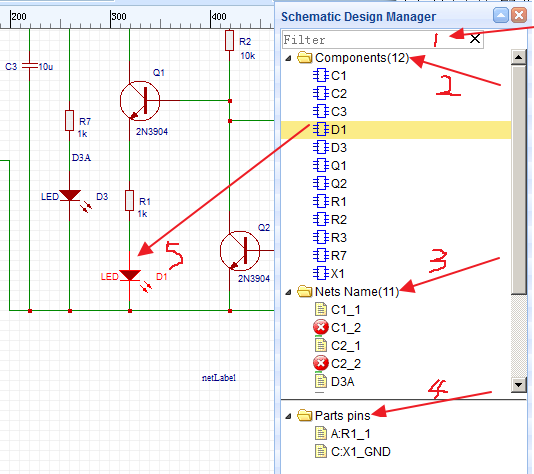 200
300
400
C3
10u
R7
1k
D3A
LED
D3
Q1
2N3904
R1
1k
LED
D1
R2
10k
Q2
2N3904
netLabel
5
Schematic Design Manager
Filter
1
Components(12)
2
C1
C2
C3
D1
D3
Q1
Q2
R1
R2
R3
R7
X1
3
Nets Name(11)
C1_1
C1_2
C2_1
C2_2
D3A
4
Parts pins
A:R1_1
C:X1_GND